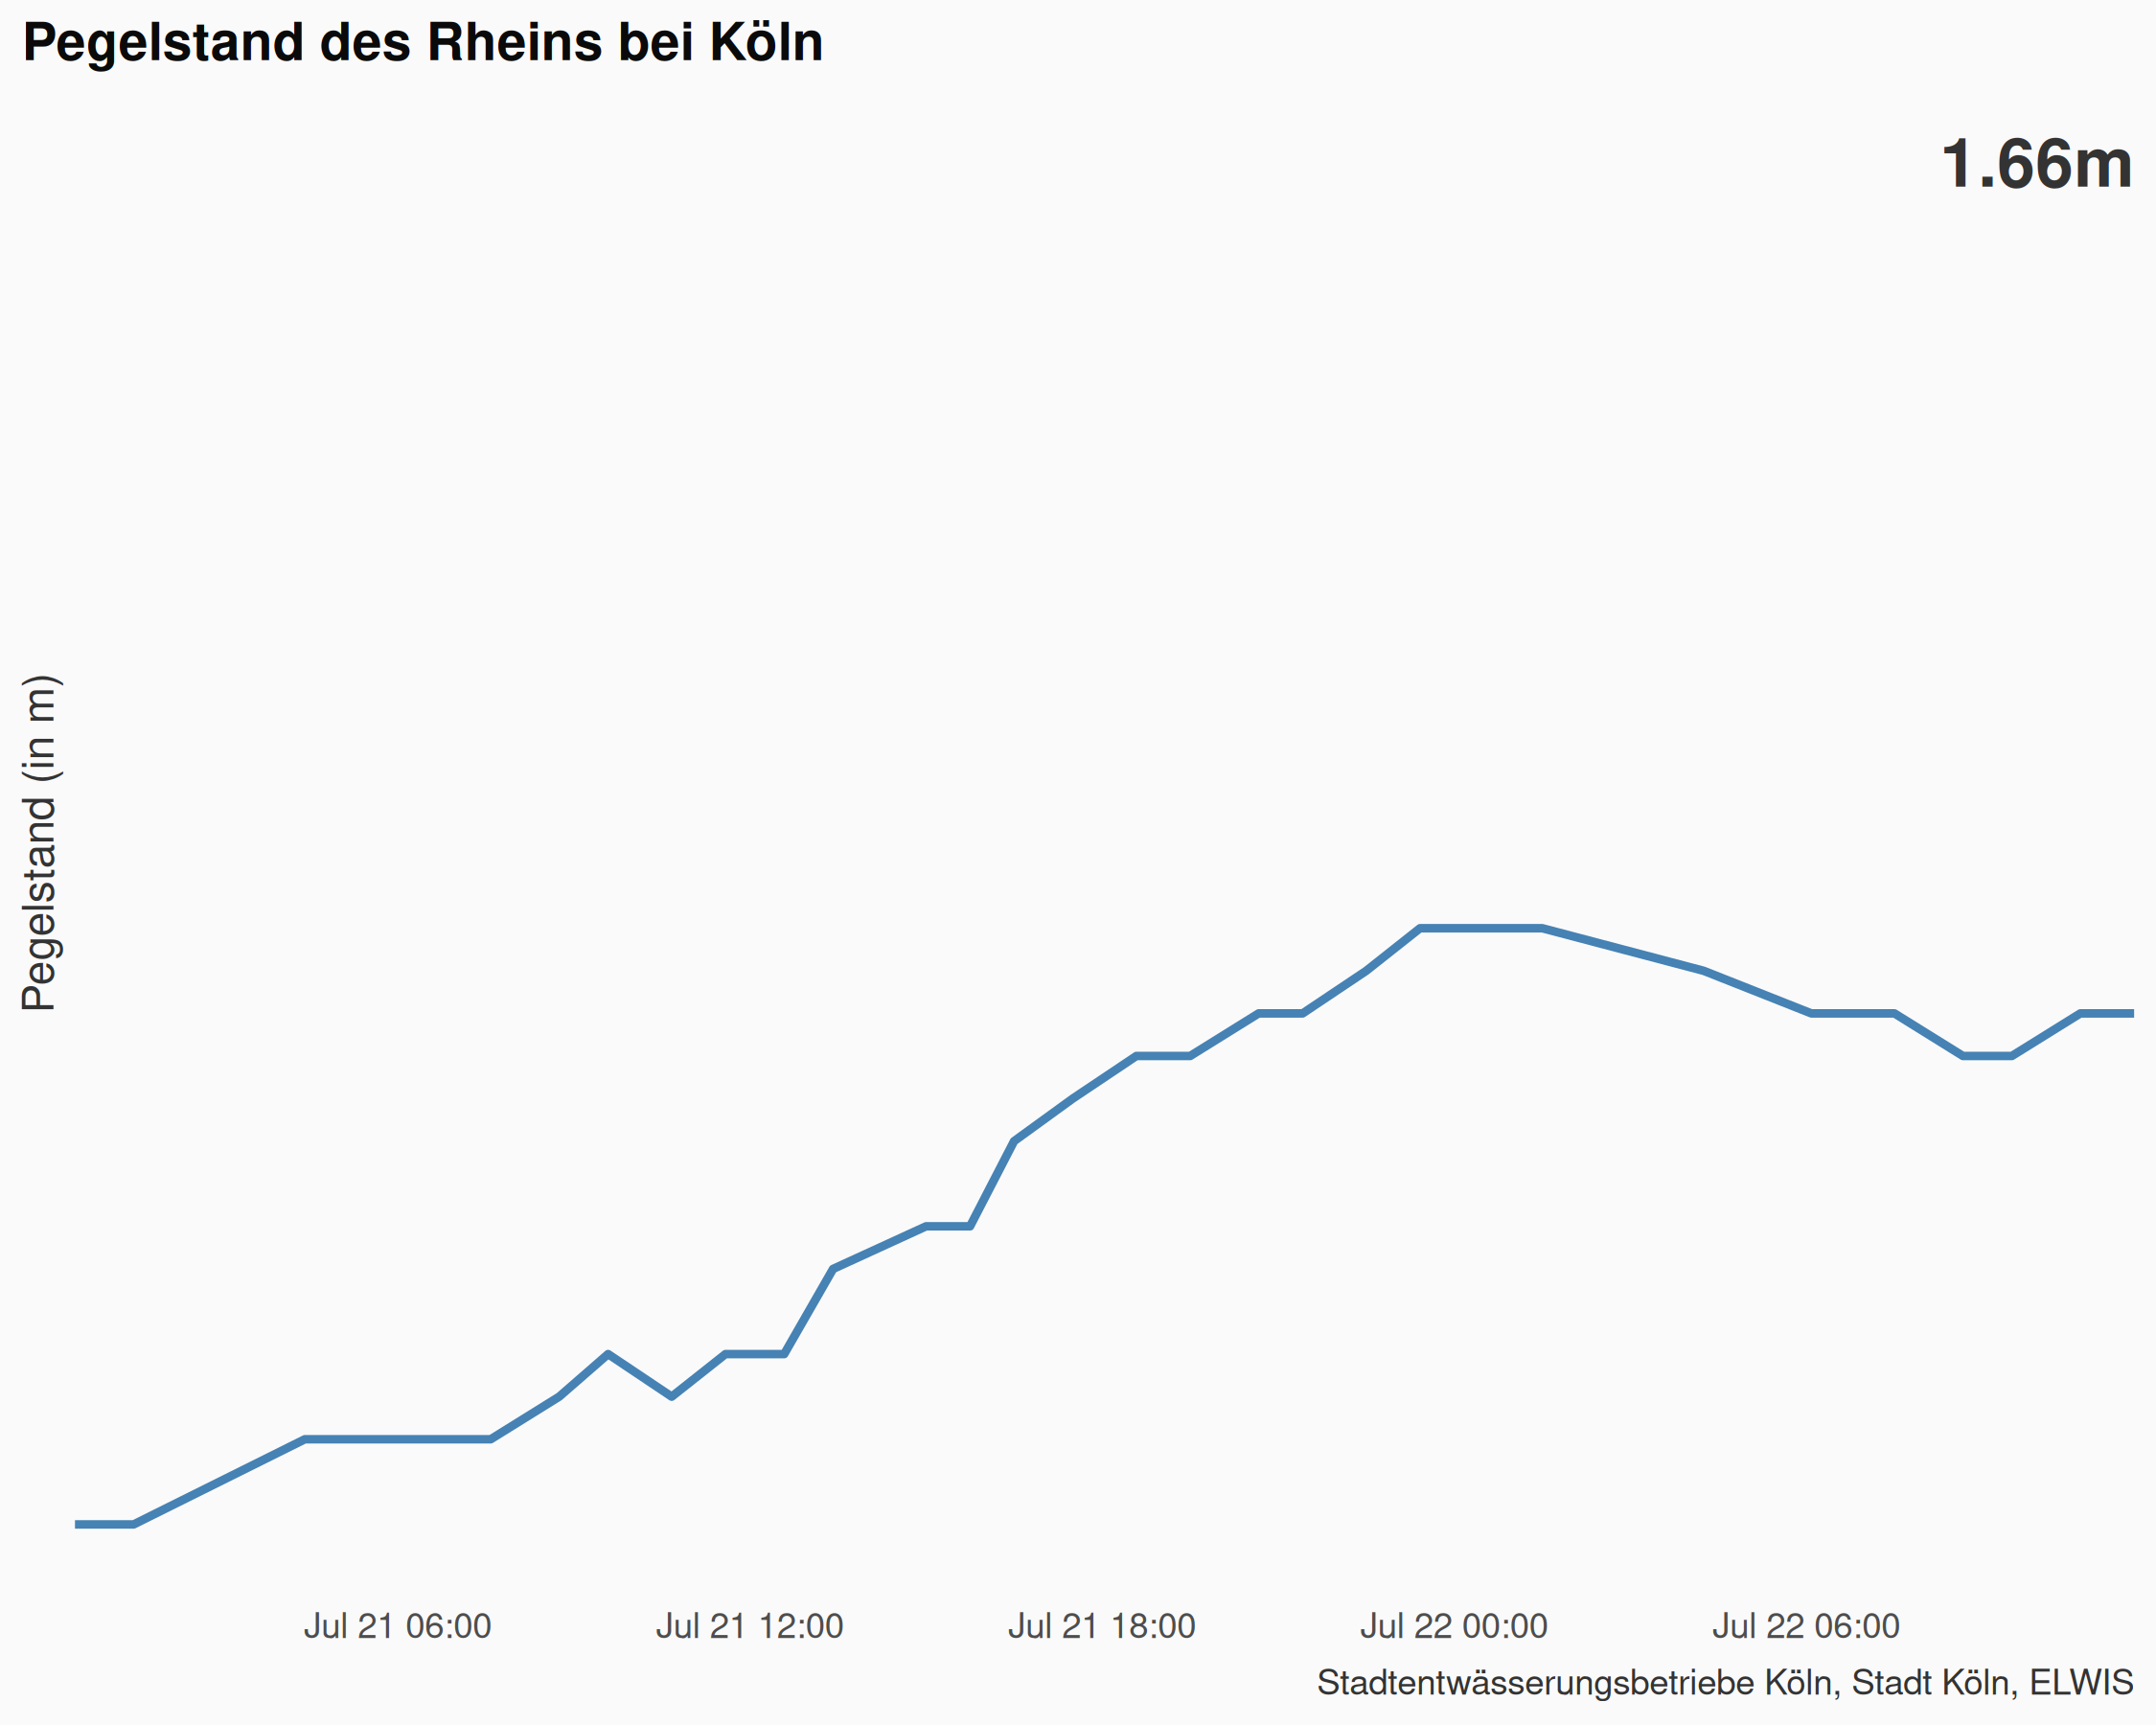 Pegelstand des Rheins bei Köln
1.66m
Pegelstand (in m)
Jul 21 06:00 Jul 21 12:00 Jul 21 18:00 Jul 22 00:00 Jul 22 06:00
Stadtentwässerungsbetriebe Köln, Stadt Köln, ELWIS